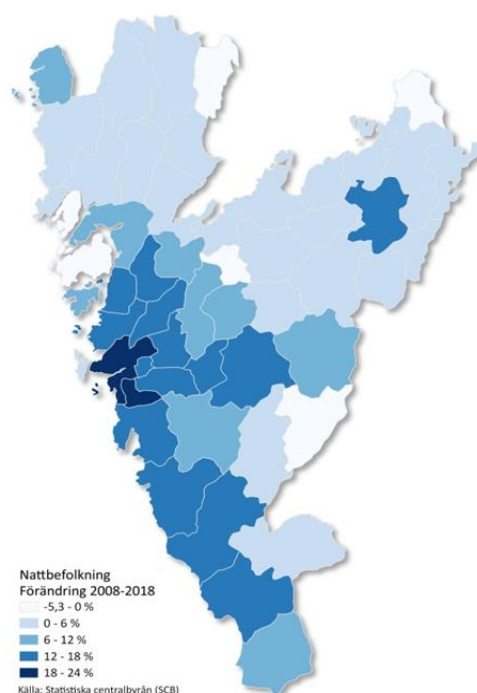 Nattbefolkning
Förändring 2008-2018
-5,3 - 0 %
0 - 6 %
6 - 12 %
12 - 18 %
18 - 24 %
Källa: Statistiska centralbyrån (SCB)